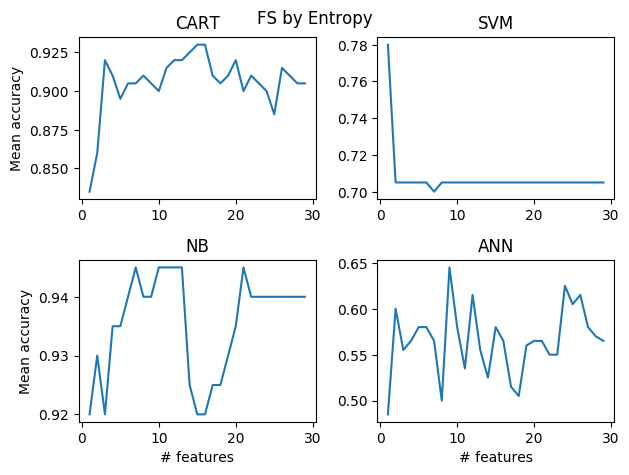 FS by Entropy
CART
SVM
Mean accuracy
0.925
0.900
0.875
0.850
0 10 20 30
0.78
0.76
0.74
0.72
0.70
0 10 20 30
NB
ANN
Mean accuracy
0.94
0.93
0.92
0 10 20 30
# features
0.65
0.60
0.55
0.50
0 10 20 30
# features